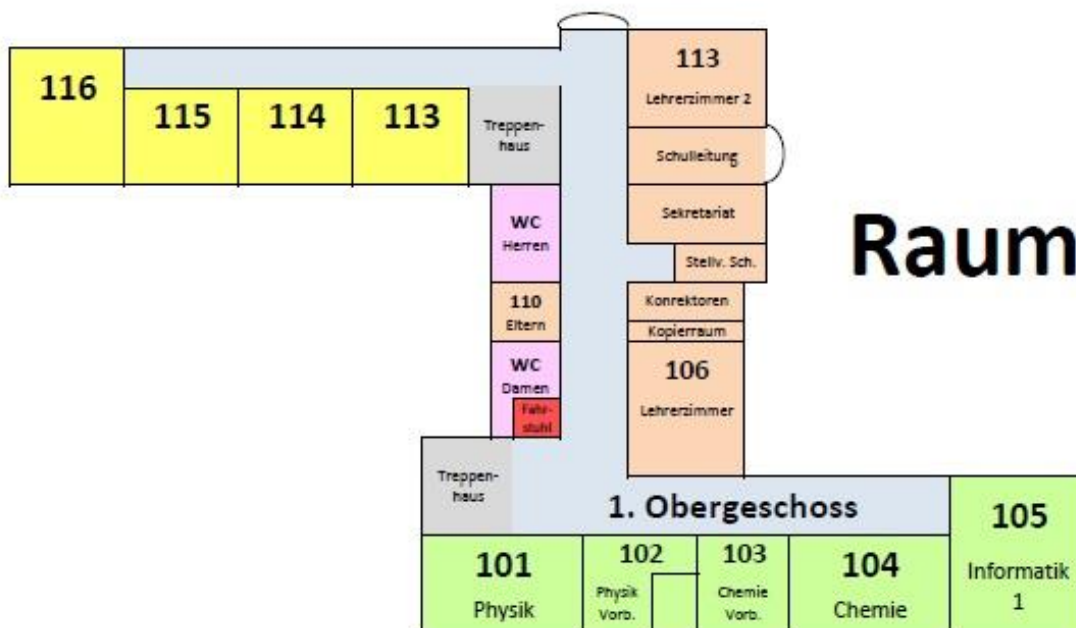 116
115
114
113
Treppen-
haus
113
Lehrerzimmer 2
Schulleitung
Sekretariat
Stellv. Sch.
Konrektoren
Kopierraum
106
Lehrerzimmer
WC
Herren
110
Eltern
WC
Damen
Fahr-
stuhl
Raum
Treppen-
haus
1. Obergeschoss
101
Physik
102
Physik
Vorb.
103
Chemie
Vorb.
104
Chemie
105
Informatik
1